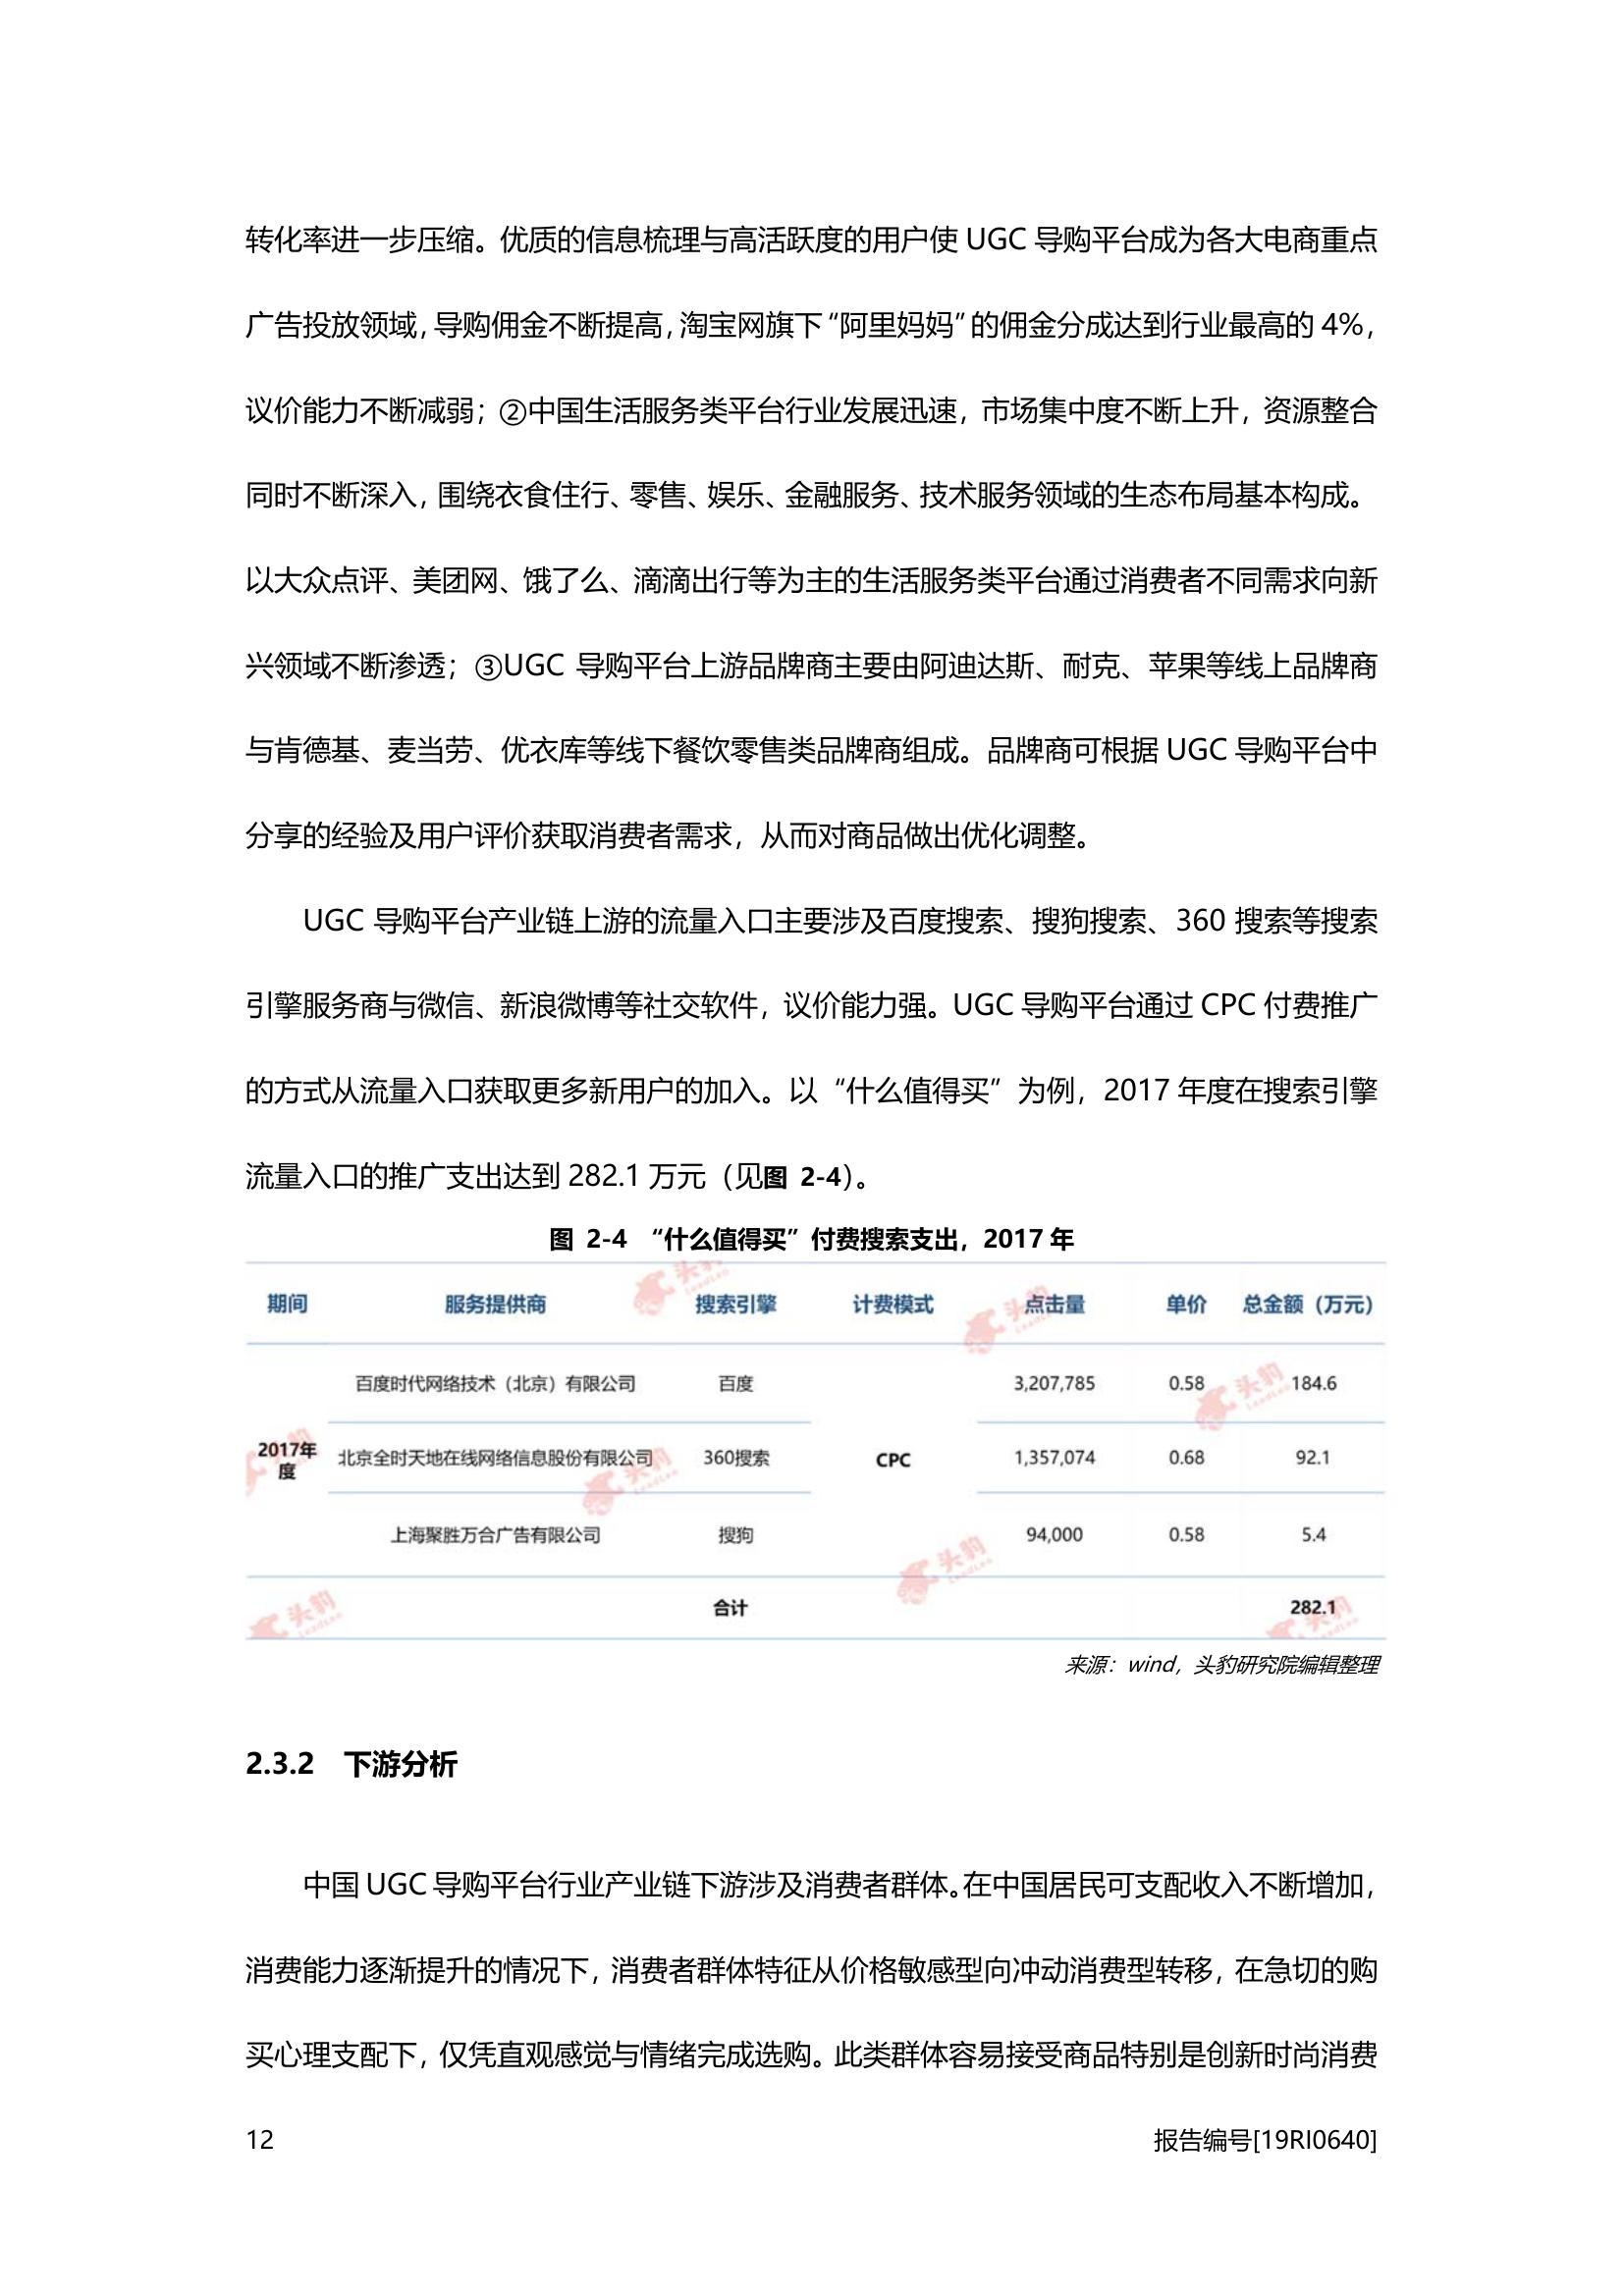 转化率进一步压缩。优质的信息梳理与高活跃度的用户使 UGC 导购平台成为各大电商重点
广告投放领域，导购佣金不断提高，淘宝网旗下“阿里妈妈”的佣金分成达到行业最高的 4%，
议价能力不断减弱；②中国生活服务类平台行业发展迅速，市场集中度不断上升，资源整合
同时不断深入，围绕衣食住行、零售、娱乐、金融服务、技术服务领域的生态布局基本构成。
以大众点评、美团网、饿了么、滴滴出行等为主的生活服务类平台通过消费者不同需求向新
兴领域不断渗透；③UGC 导购平台上游品牌商主要由阿迪达斯、耐克、苹果等线上品牌商
与肯德基、麦当劳、优衣库等线下餐饮零售类品牌商组成。品牌商可根据 UGC 导购平台中
分享的经验及用户评价获取消费者需求，从而对商品做出优化调整。
UGC 导购平台产业链上游的流量入口主要涉及百度搜索、搜狗搜索、360 搜索等搜索
引擎服务商与微信、新浪微博等社交软件，议价能力强。UGC 导购平台通过 CPC 付费推广
的方式从流量入口获取更多新用户的加入。以“什么值得买”为例，2017 年度在搜索引擎
流量入口的推广支出达到 282.1 万元（见图 2-4）。
图 2-4 “什么值得买”付费搜索支出，2017 年
期间 服务提供商 搜索引擎 计费模式 点击量 单价 总金额（万元）
百度时代网络技术（北京）有限公司 百度 3,207,785 0.58 184.6
2017年度 北京全时天地在线网络信息股份有限公司 360搜索 CPC 1,357,074 0.68 92.1
上海聚胜万合广告有限公司 搜狗 94,000 0.58 5.4
合计 282.1
来源：wind，头豹研究院编辑整理
2.3.2 下游分析
中国 UGC 导购平台行业产业链下游涉及消费者群体。在中国居民可支配收入不断增加，
消费能力逐渐提升的情况下，消费者群体特征从价格敏感型向冲动消费型转移，在急切的购
买心理支配下，仅凭直观感觉与情绪完成选购。此类群体容易接受商品特别是创新时尚消费
12 报告编号[19RI0640]